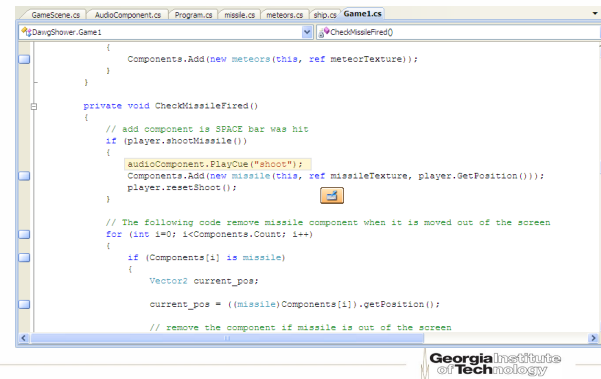 GameScene.cs AudioComponent.cs Program.cs missile.cs meteors.cs ship.cs Game1.cs
DawgShower.Game1 CheckMissileFired()
{
Components.Add(new meteors(this, ref meteorTexture));
}
}
private void CheckMissileFired()
{
// add component is SPACE bar was hit
if (player.shootMissile())
{
audioComponent.PlayCue("shoot");
Components.Add(new missile(this, ref missileTexture, player.GetPosition()));
player.resetShoot();
}
// The following code remove missile component when it is moved out of the screen
for (int i=0; i<Components.Count; i++)
{
if (Components[i] is missile)
{
Vector2 current_pos;
current_pos = ((missile)Components[i]).getPosition();
// remove the component if missile is out of the screen
Georgia Institute
of Technology